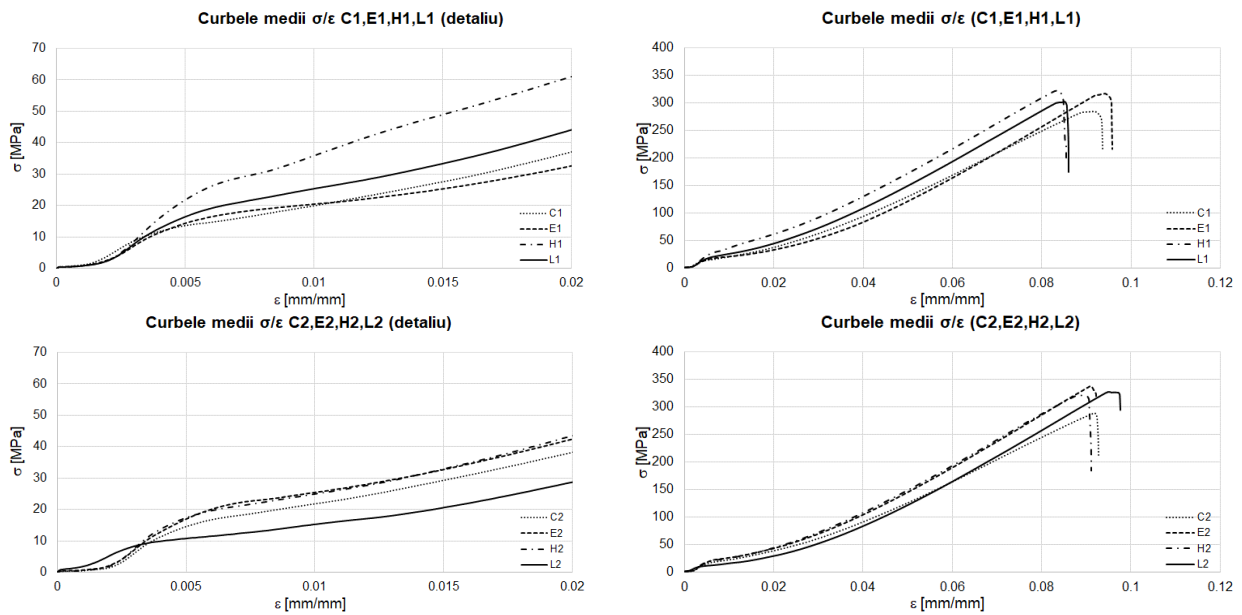 Curbele medii σ/ε C1,E1,H1,L1 (detaliu)
70
60
50
40
30
20
10
0
σ [MPa]
0
0.005
0.01
0.015
0.02
ε [mm/mm]
C1
E1
H1
L1
Curbele medii σ/ε (C1,E1,H1,L1)
400
350
300
250
200
150
100
50
0
σ [MPa]
0
0.02
0.04
0.06
0.08
0.1
0.12
ε [mm/mm]
C1
E1
H1
L1
Curbele medii σ/ε C2,E2,H2,L2 (detaliu)
70
60
50
40
30
20
10
0
σ [MPa]
0
0.005
0.01
0.015
0.02
ε [mm/mm]
C2
E2
H2
L2
Curbele medii σ/ε (C2,E2,H2,L2)
400
350
300
250
200
150
100
50
0
σ [MPa]
0
0.02
0.04
0.06
0.08
0.1
0.12
ε [mm/mm]
C2
E2
H2
L2